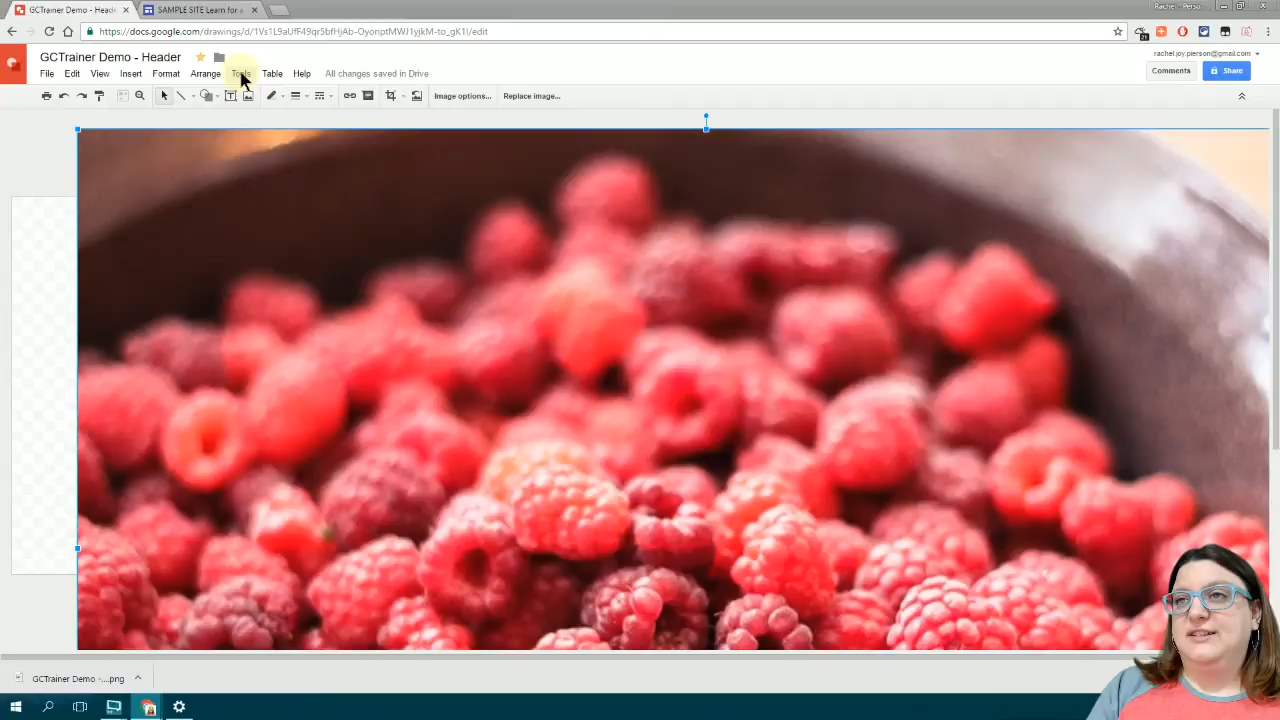 GCTrainer Demo - Heade
SAMPLE SITE Learn for a
https://docs.google.com/drawings/d/1Vs1L9aUfF49qr5bfHjAb-OyonptMWJ1yjkM-to_gK1I/edit
GCTrainer Demo - Header
rachel.joy.pierson@gmail.com
File Edit View Insert Format Arrange Tools Table Help All changes saved in Drive
Comments Share
Image options... Replace image...
GCTrainer Demo -....png